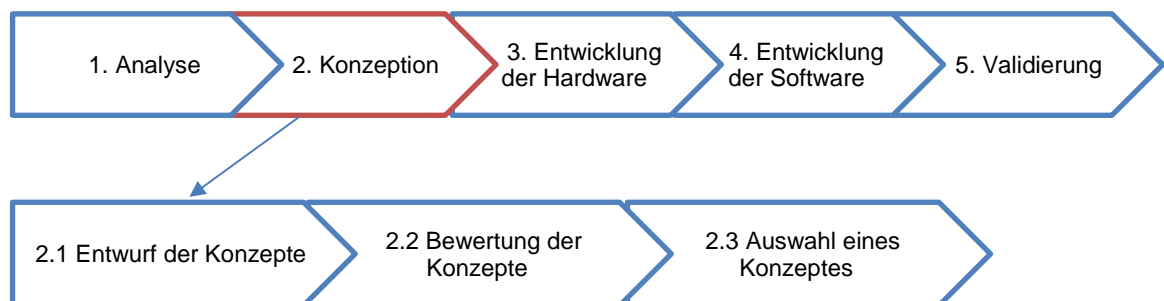 1. Analyse
2. Konzeption
3. Entwicklung
der Hardware
4. Entwicklung
der Software
5. Validierung
2.1 Entwurf der Konzepte
2.2 Bewertung der
Konzepte
2.3 Auswahl eines
Konzeptes